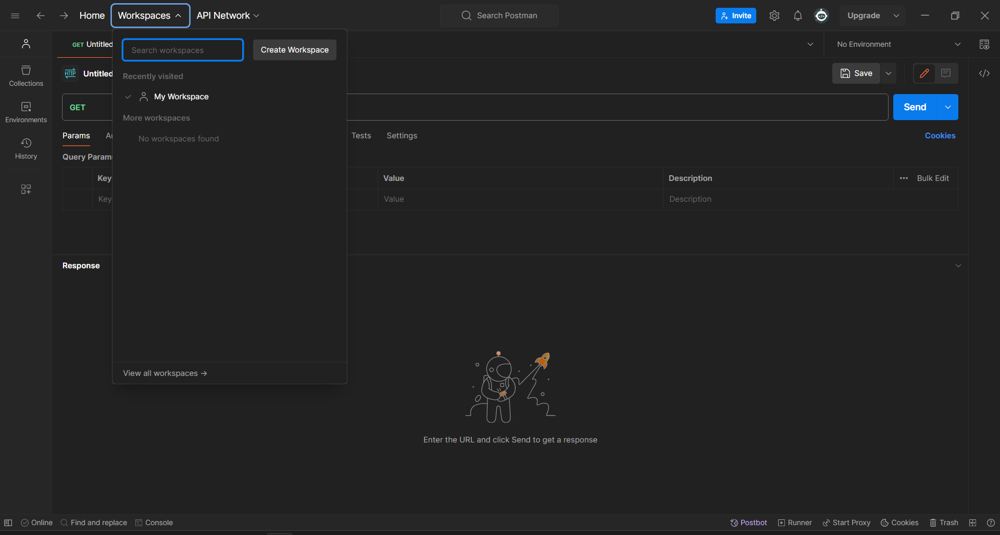 Home Workspaces API Network Search Postman Invite Upgrade
GET Untitled No Environment
Search workspaces Create Workspace
HTTP Untitled Save
Recently visited
Collections
My Workspace
GET Send
More workspaces
Environments
Params Au Tests Settings Cookies
No workspaces found
History
Query Params
Key Value Description Bulk Edit
Key Value Description
Response
View all workspaces →
Enter the URL and click Send to get a response
Online Find and replace Console Postbot Runner Start Proxy Cookies Trash